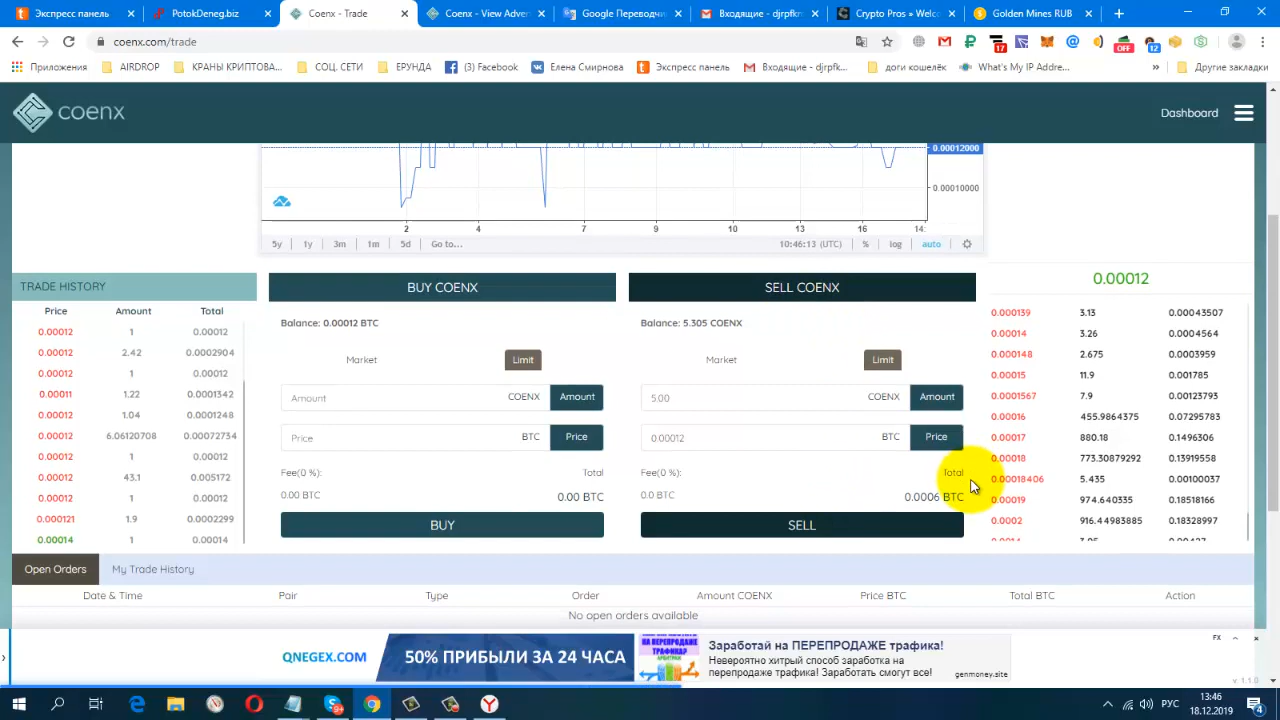 Экспресс панель
PotokDeneg.biz
Coenx - Trade
Coenx - View Adver
Google Переводчи
Входящие - djrpfkm
Crypto Pros » Welco
Golden Mines RUB
coenx.com/trade
17
OFF
12
Приложения
AIRDROP
КРАНЫ КРИПТОВА...
СОЦ. СЕТИ
ЕРУНДА
(3) Facebook
Елена Смирнова
Экспресс панель
Входящие - djrpfk...
доги кошелёк
What's My IP Addre...
»
Другие закладки
coenx
Dashboard
0.00012000
0.00010000
2 4 7 9 10 13 16 14:
5y 1y 3m 1m 5d Go to...
10:46:13 (UTC) % log auto
TRADE HISTORY
Price Amount Total
0.00012 1 0.00012
0.00012 2.42 0.0002904
0.00012 1 0.00012
0.00011 1.22 0.0001342
0.00012 1.04 0.0001248
0.00012 6.06120708 0.00072734
0.00012 1 0.00012
0.00012 43.1 0.005172
0.00012 1 0.00012
0.000121 1.9 0.0002299
0.00014 1 0.00014
BUY COENX
Balance: 0.00012 BTC
Market Limit
Amount COENX Amount
Price BTC Price
Fee(0 %): Total
0.00 BTC 0.00 BTC
BUY
SELL COENX
Balance: 5.305 COENX
Market Limit
5.00 COENX Amount
0.00012 BTC Price
Fee(0 %): Total
0.0 BTC 0.0006 BTC
SELL
0.00012
0.000139 3.13 0.00043507
0.00014 3.26 0.0004564
0.000148 2.675 0.0003959
0.00015 11.9 0.001785
0.0001567 7.9 0.00123793
0.00016 455.9864375 0.07295783
0.00017 880.18 0.1496306
0.00018 773.30879292 0.13919558
0.00018406 5.435 0.00100037
0.00019 974.640335 0.18518166
0.0002 916.44983885 0.18328997
Open Orders
My Trade History
Date & Time Pair Type Order Amount COENX Price BTC Total BTC Action
No open orders available
QNEGEX.COM
50% ПРИБЫЛИ ЗА 24 ЧАСА
НА ПЕРЕПРОДАЖЕ
ТРАФИКА!
Заработай на ПЕРЕПРОДАЖЕ трафика!
Невероятно хитрый способ заработка на
перепродаже трафика! Заработать смогут все!
genmoney.site
FX
v. 1.1.0
РУС
13:46
18.12.2019
4